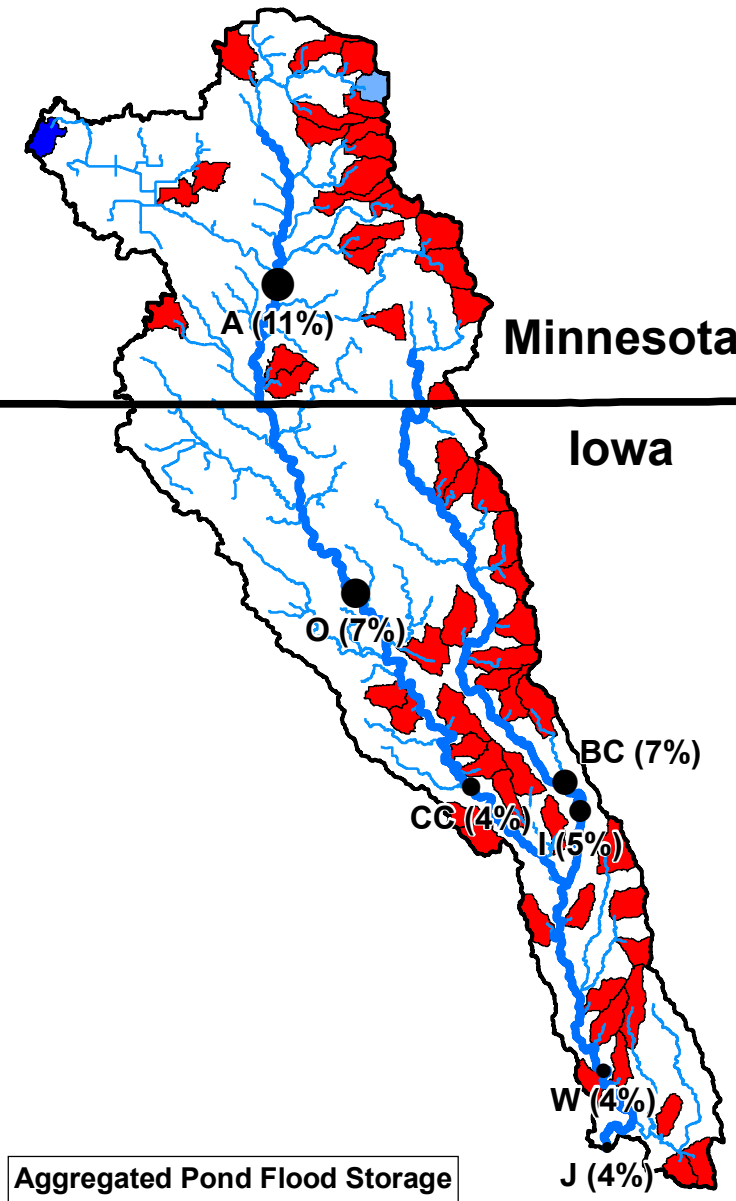 A (11%)
Minnesota
Iowa
O (7%)
BC (7%)
CC (4%)
I (5%)
W (4%)
J (4%)
Aggregated Pond Flood Storage